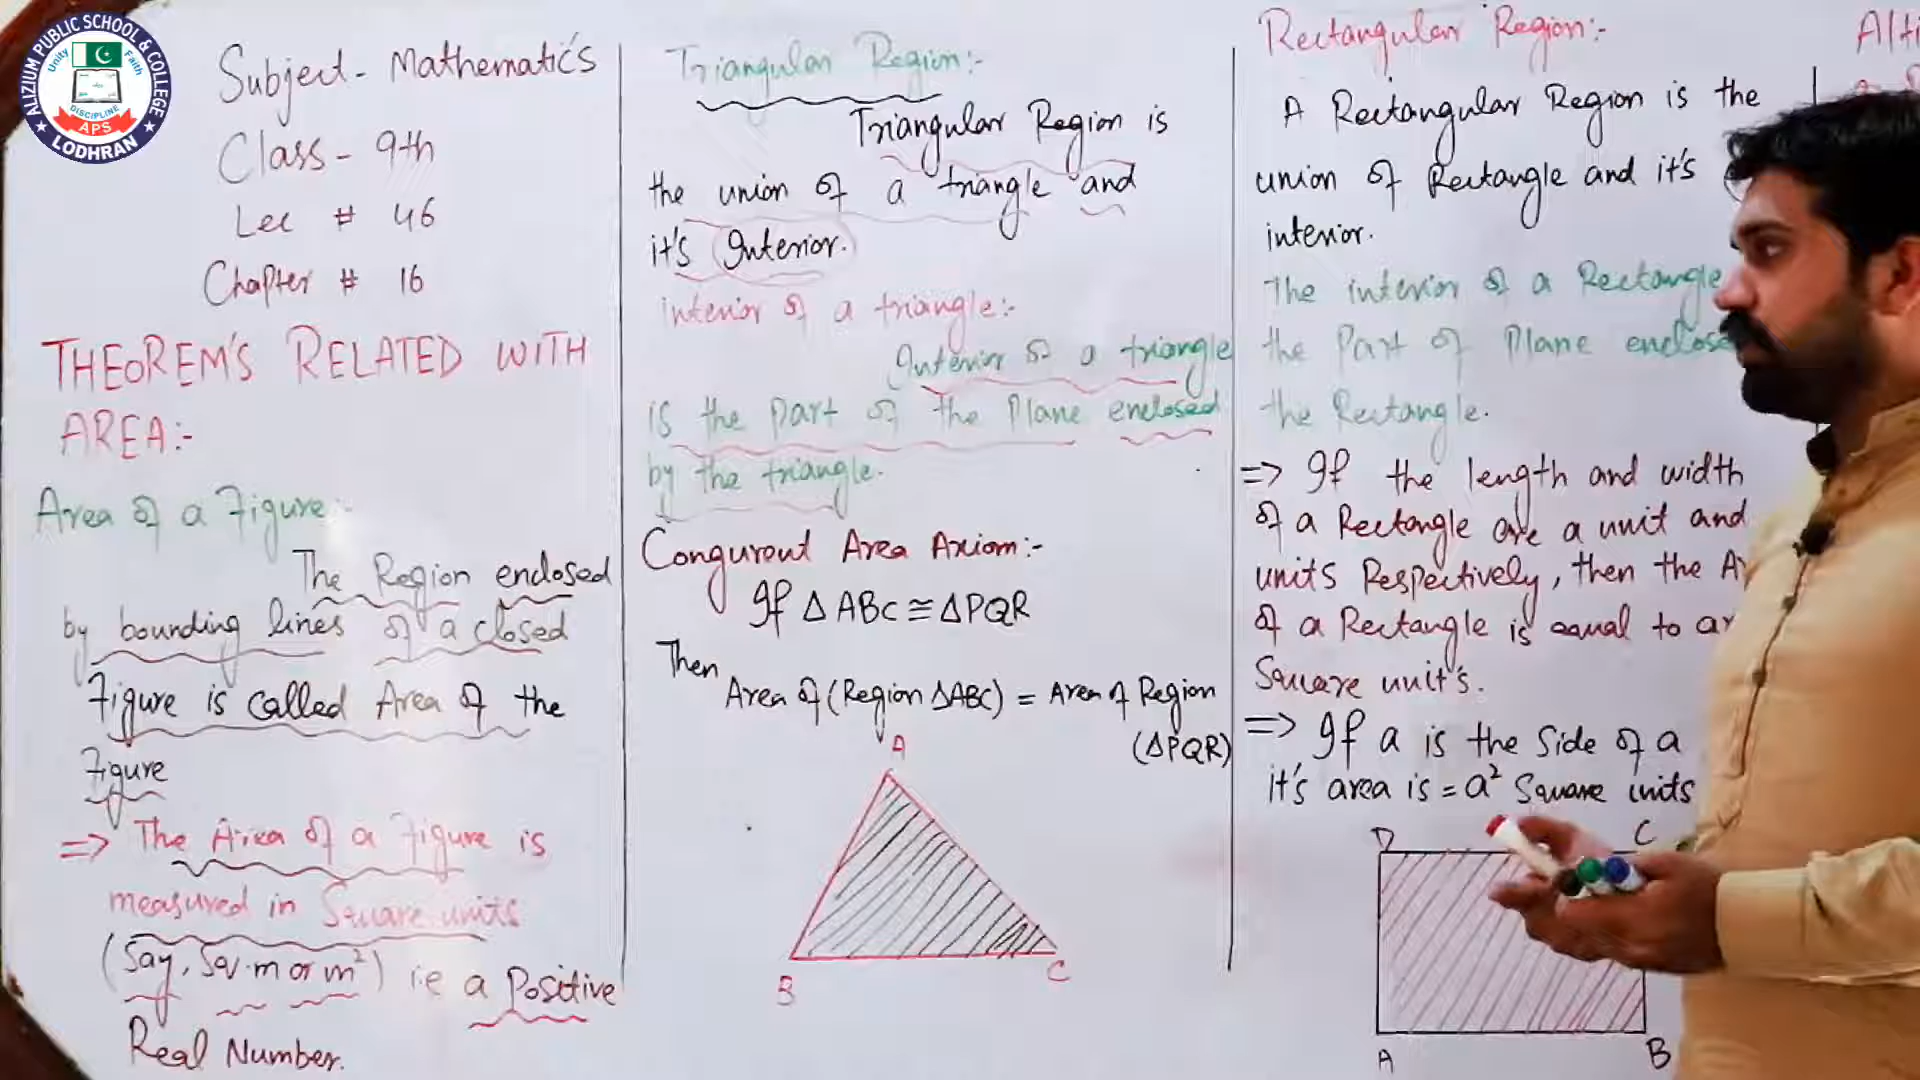 ALIZIUM PUBLIC SCHOOL & COLLEGE
Unity
Faith
DISCIPLINE
APS
LODHRAN
Subject - Mathematic's
Class - 9th
Lec # 46
Chapter # 16
THEOREM'S RELATED WITH
AREA:-
Area of a Figure:-
The Region enclosed
by bounding lines of a closed
Figure is called Area of the
Figure
=> The Area of a Figure is
measured in Square units
(Say, Sq.m or m²) i.e a Positive
Real Number.
Triangular Region:-
Triangular Region is
the union of a triangle and
it's Interior.
interior of a triangle:-
Interior of a triangle
is the Part of the Plane enclosed
by the triangle.
Congurout Area Axiom:-
If Δ ABC ≅ ΔPQR
Then
Area of (Region ΔABC) = Area of Region
(ΔPQR)
A
B
C
Rectangular Region:-
A Rectangular Region is the
union of Rectangle and it's
interior.
The interior of a Rectangle
the Part of Plane enclose
the Rectangle.
=> If the length and width
of a Rectangle are a unit and
units Respectively, then the A
of a Rectangle is equal to ar
Square unit's.
=> If a is the Side of a
it's area is = a² Square units
D
C
A
B
Alti